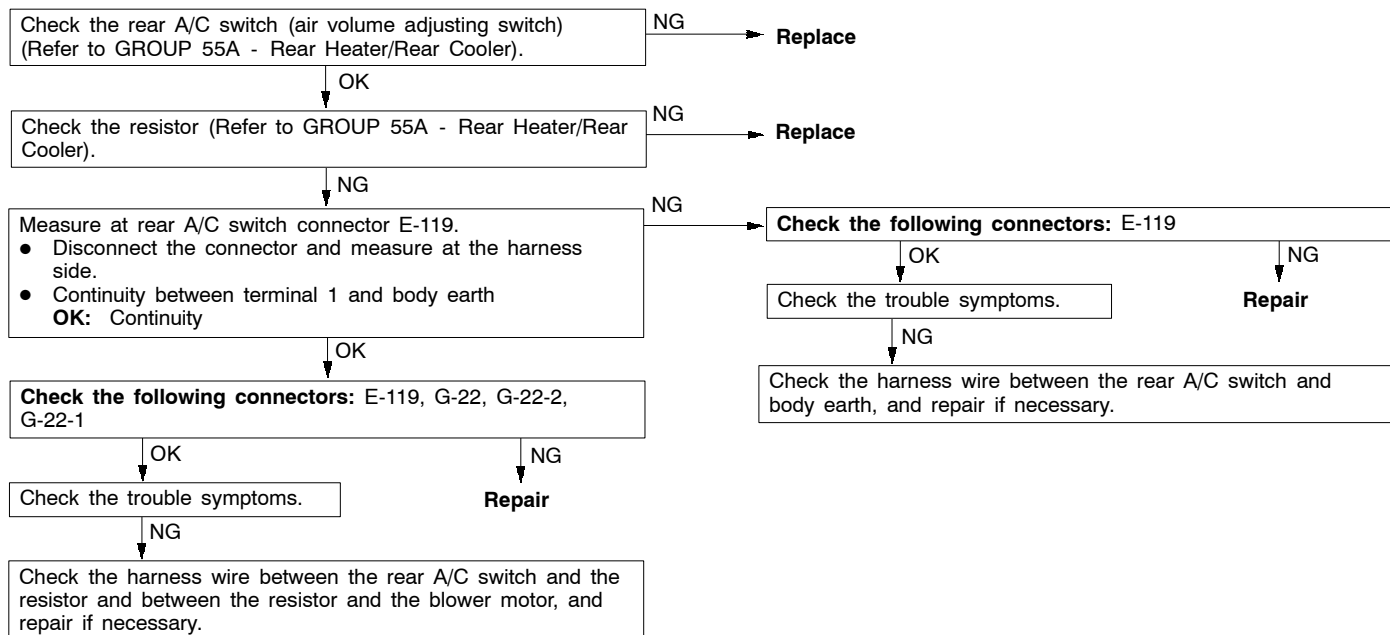 Check the rear A/C switch (air volume adjusting switch)
(Refer to GROUP 55A - Rear Heater/Rear Cooler).
NG
Replace
OK
Check the resistor (Refer to GROUP 55A - Rear Heater/Rear
Cooler).
NG
Replace
NG
Measure at rear A/C switch connector E-119.
● Disconnect the connector and measure at the harness
side.
● Continuity between terminal 1 and body earth
OK: Continuity
NG
Check the following connectors: E-119
OK
NG
Check the trouble symptoms.
Repair
NG
Check the harness wire between the rear A/C switch and
body earth, and repair if necessary.
OK
Check the following connectors: E-119, G-22, G-22-2,
G-22-1
OK
NG
Check the trouble symptoms.
Repair
NG
Check the harness wire between the rear A/C switch and the
resistor and between the resistor and the blower motor, and
repair if necessary.